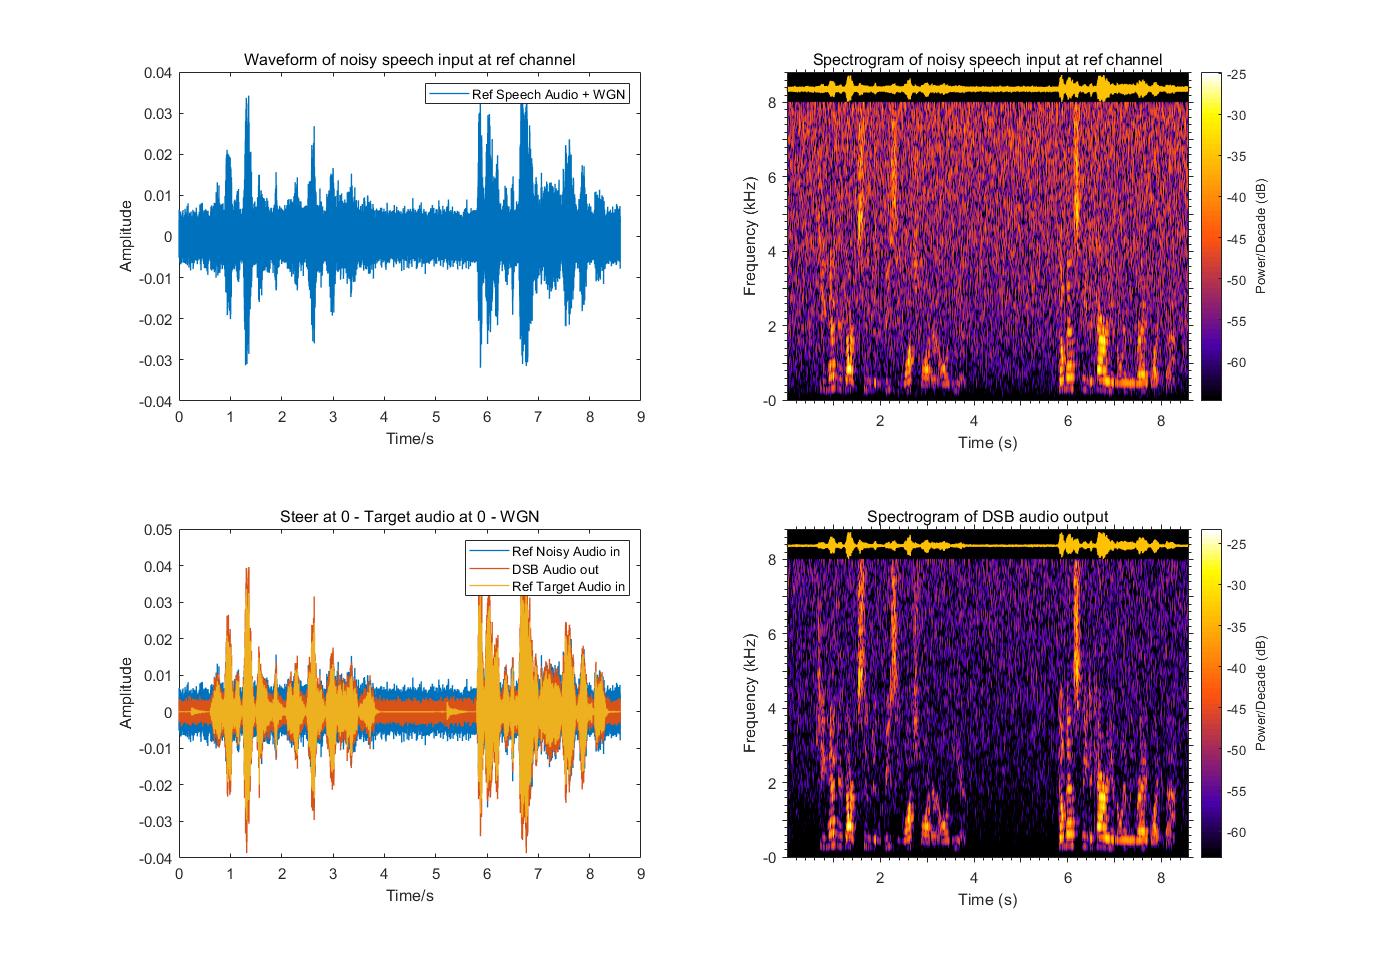 Waveform of noisy speech input at ref channel
0.04
0.03
0.02
0.01
0
-0.01
-0.02
-0.03
-0.04
Amplitude
Ref Speech Audio + WGN
0 1 2 3 4 5 6 7 8 9
Time/s
Spectrogram of noisy speech input at ref channel
8
6
4
2
-0
Frequency (kHz)
2 4 6 8
Time (s)
-25
-30
-35
-40
-45
-50
-55
-60
Power/Decade (dB)
Steer at 0 - Target audio at 0 - WGN
0.05
0.04
0.03
0.02
0.01
0
-0.01
-0.02
-0.03
-0.04
Amplitude
Ref Noisy Audio in
DSB Audio out
Ref Target Audio in
0 1 2 3 4 5 6 7 8 9
Time/s
Spectrogram of DSB audio output
8
6
4
2
-0
Frequency (kHz)
2 4 6 8
Time (s)
-25
-30
-35
-40
-45
-50
-55
-60
Power/Decade (dB)